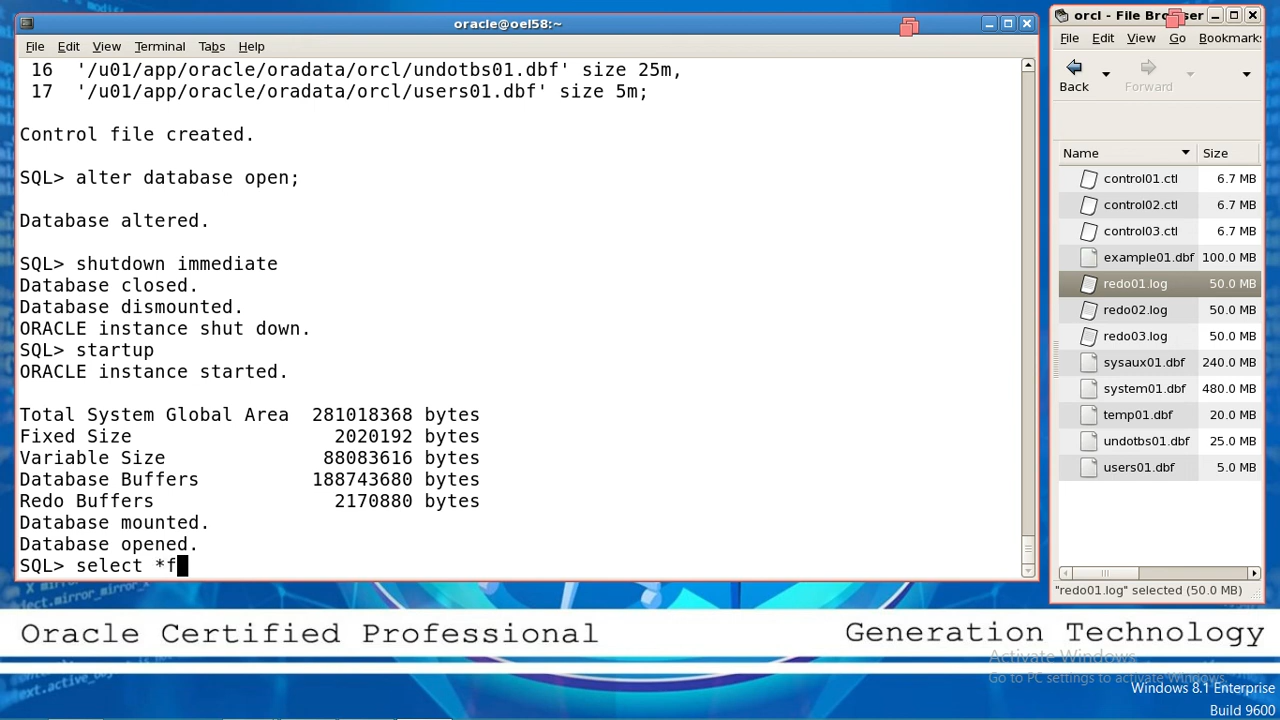 oracle@oel58:~
File Edit View Terminal Tabs Help
16 '/u01/app/oracle/oradata/orcl/undotbs01.dbf' size 25m,
17 '/u01/app/oracle/oradata/orcl/users01.dbf' size 5m;
Control file created.
SQL> alter database open;
Database altered.
SQL> shutdown immediate
Database closed.
Database dismounted.
ORACLE instance shut down.
SQL> startup
ORACLE instance started.
Total System Global Area 281018368 bytes
Fixed Size 2020192 bytes
Variable Size 88083616 bytes
Database Buffers 188743680 bytes
Redo Buffers 2170880 bytes
Database mounted.
Database opened.
SQL> select *f
orcl - File Browser
File Edit View Go Bookmark
Back Forward
Name Size
control01.ctl 6.7 MB
control02.ctl 6.7 MB
control03.ctl 6.7 MB
example01.dbf 100.0 MB
redo01.log 50.0 MB
redo02.log 50.0 MB
redo03.log 50.0 MB
sysaux01.dbf 240.0 MB
system01.dbf 480.0 MB
temp01.dbf 20.0 MB
undotbs01.dbf 25.0 MB
users01.dbf 5.0 MB
"redo01.log" selected (50.0 MB)
Oracle Certified Professional
Generation Technology
Activate Windows
Go to PC settings to activate Windows.
Windows 8.1 Enterprise
Build 9600